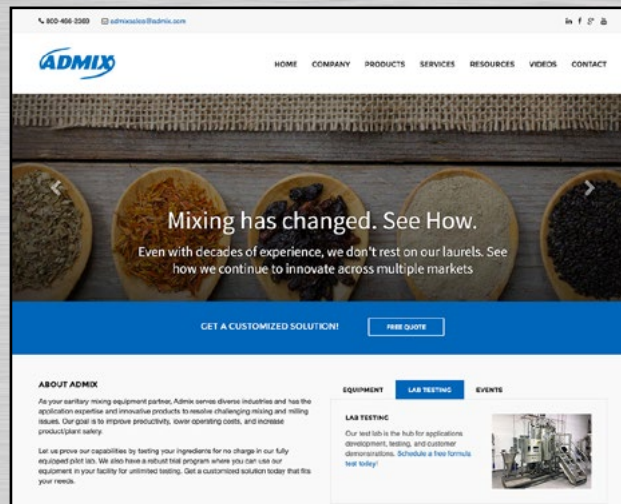 800-466-2369 admixsales@admix.com
ADMIX
HOME COMPANY PRODUCTS SERVICES RESOURCES VIDEOS CONTACT
Mixing has changed. See How.
Even with decades of experience, we don't rest on our laurels. See
how we continue to innovate across multiple markets
GET A CUSTOMIZED SOLUTION! FREE QUOTE
ABOUT ADMIX
As your sanitary mixing equipment partner, Admix serves diverse industries and has the
application expertise and innovative products to resolve challenging mixing and milling
issues. Our goal is to improve productivity, lower operating costs, and increase
product/plant safety.
Let us prove our capabilities by testing your ingredients for no charge in our fully
equipped pilot lab. We also have a robust trial program where you can use our
equipment in your facility for unlimited testing. Get a customized solution today that fits
your needs.
EQUIPMENT LAB TESTING EVENTS
LAB TESTING
Our test lab is the hub for applications
development, testing, and customer
demonstrations. Schedule a free formula
test today!